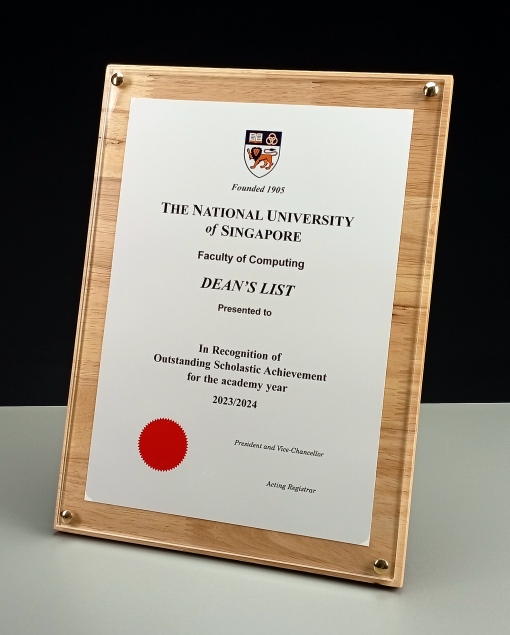 Founded 1905
THE NATIONAL UNIVERSITY
of SINGAPORE
Faculty of Computing
DEAN'S LIST
Presented to
In Recognition of
Outstanding Scholastic Achievement
for the academy year
2023/2024
President and Vice-Chancellor
Acting Registrar